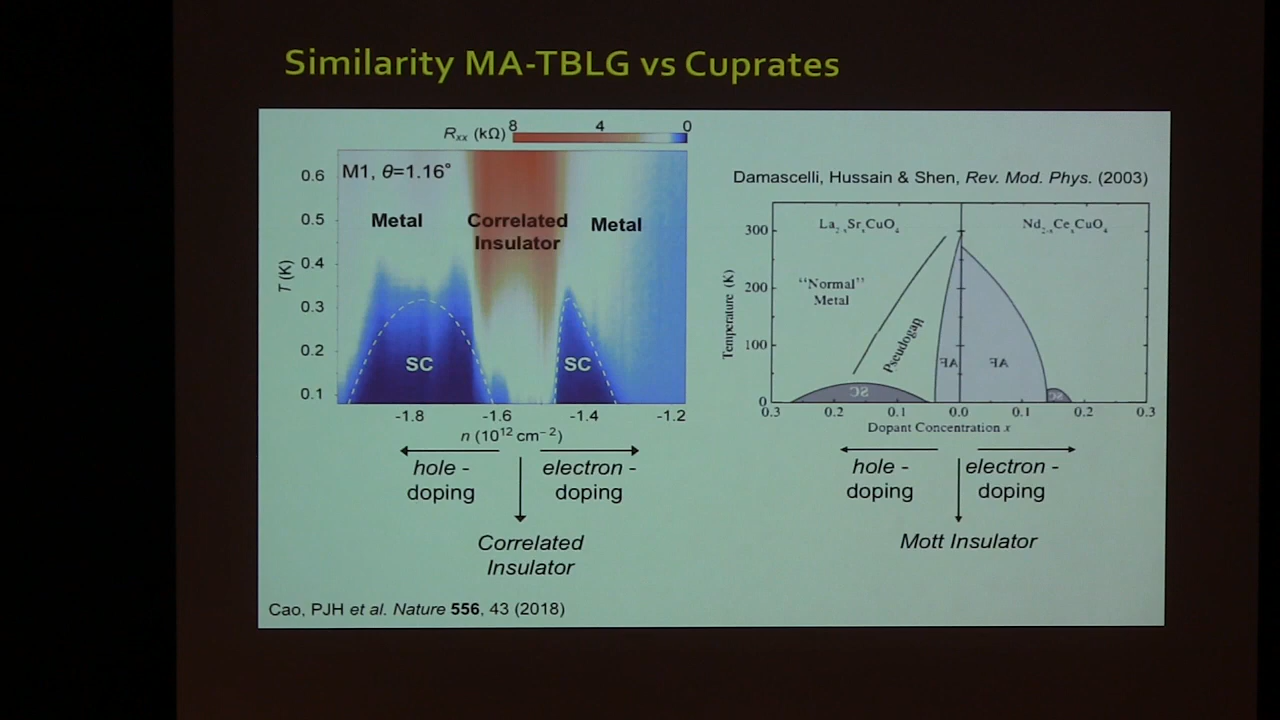 Similarity MA-TBLG vs Cuprates
Rxx (kΩ) 8 4 0
M1, θ=1.16°
0.6
0.5
0.4
0.3
0.2
0.1
T (K)
Metal
Correlated
Insulator
Metal
SC
SC
-1.8 -1.6 -1.4 -1.2
n (10¹² cm⁻²)
hole -
doping
electron -
doping
Correlated
Insulator
Cao, PJH et al. Nature 556, 43 (2018)
Damascelli, Hussain & Shen, Rev. Mod. Phys. (2003)
La2-xSrxCuO4
Nd2-xCexCuO4
300
200
100
0
Temperature (K)
"Normal"
Metal
Pseudogap
AF
AF
SC
SC
0.3 0.2 0.1 0.0 0.1 0.2 0.3
Dopant Concentration x
hole -
doping
electron -
doping
Mott Insulator